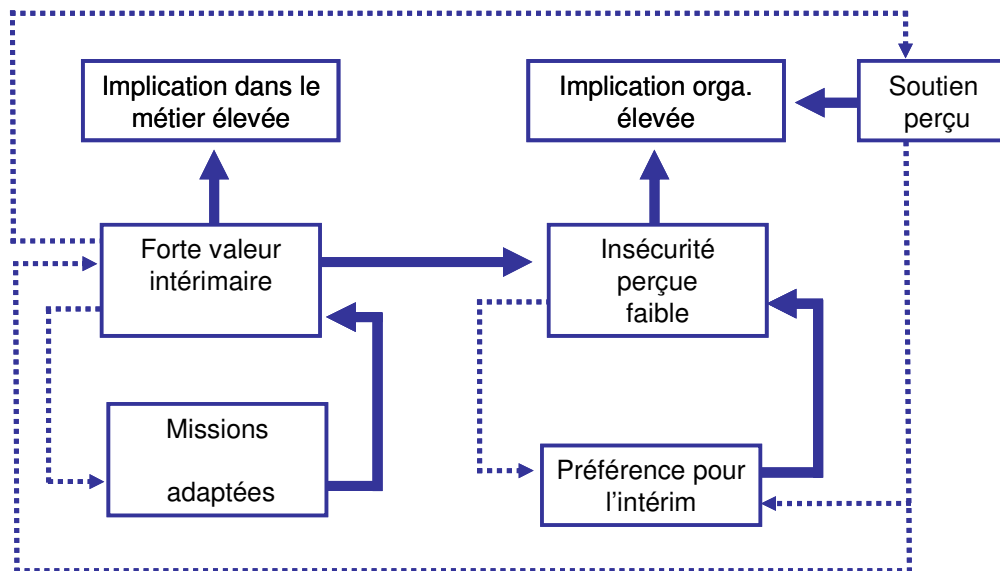 Implication dans le
métier élevée
Implication orga.
élevée
Soutien
perçu
Forte valeur
intérimaire
Insécurité
perçue
faible
Missions
adaptées
Préférence pour
l'intérim